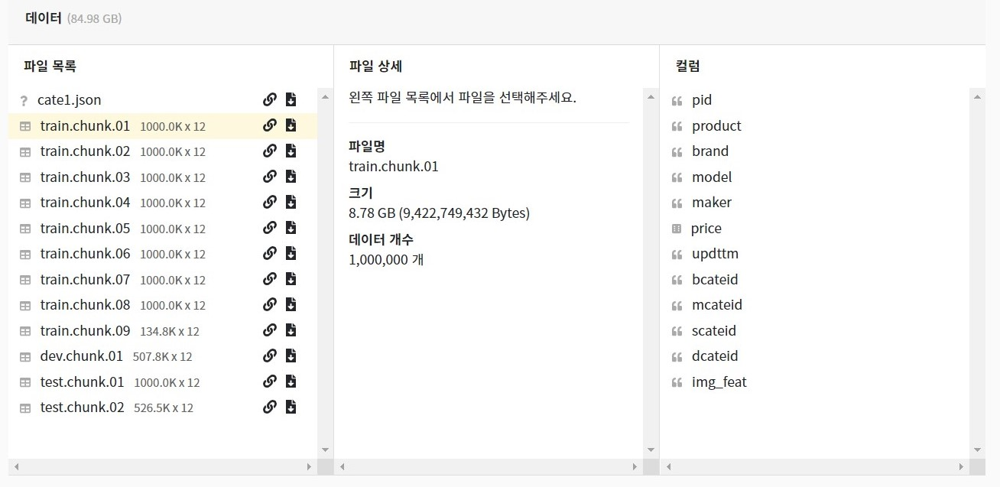 데이터 (84.98 GB)
파일 목록
? cate1.json
train.chunk.01 1000.0K x 12
train.chunk.02 1000.0K x 12
train.chunk.03 1000.0K x 12
train.chunk.04 1000.0K x 12
train.chunk.05 1000.0K x 12
train.chunk.06 1000.0K x 12
train.chunk.07 1000.0K x 12
train.chunk.08 1000.0K x 12
train.chunk.09 134.8K x 12
dev.chunk.01 507.8K x 12
test.chunk.01 1000.0K x 12
test.chunk.02 526.5K x 12
파일 상세
왼쪽 파일 목록에서 파일을 선택해주세요.
파일명
train.chunk.01
크기
8.78 GB (9,422,749,432 Bytes)
데이터 개수
1,000,000 개
컬럼
pid
product
brand
model
maker
price
updttm
bcateid
mcateid
scateid
dcateid
img_feat